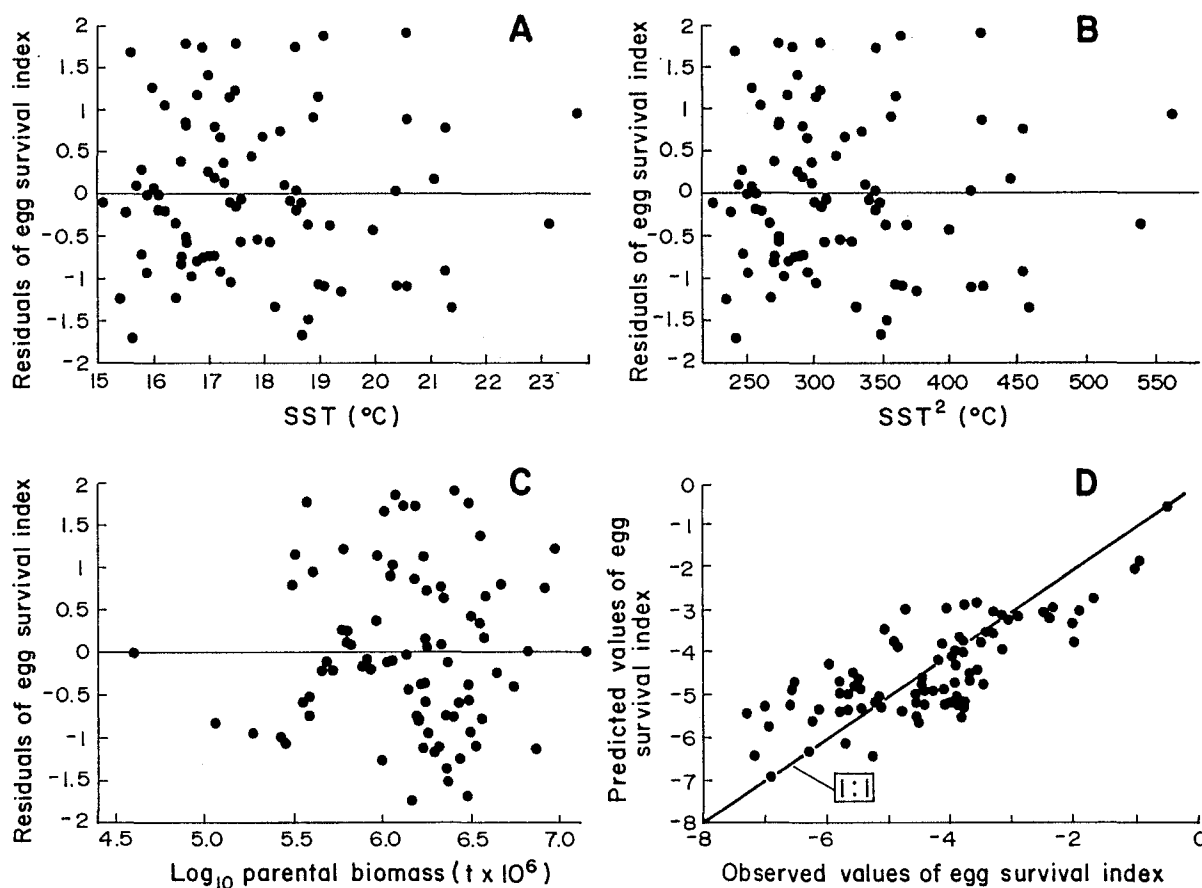 A
Residuals of egg survival index
2
1.5
1
0.5
0
-0.5
-1
-1.5
-2
15 16 17 18 19 20 21 22 23
SST (°C)
B
Residuals of egg survival index
2
1.5
1
0.5
0
-0.5
-1
-1.5
-2
250 300 350 400 450 500 550
SST² (°C)
C
Residuals of egg survival index
2
1.5
1
0.5
0
-0.5
-1
-1.5
-2
4.5 5.0 5.5 6.0 6.5 7.0
Log₁₀ parental biomass (t x 10⁶)
D
Predicted values of egg
survival index
0
-1
-2
-3
-4
-5
-6
-7
-8
1:1
-8 -6 -4 -2 0
Observed values of egg survival index